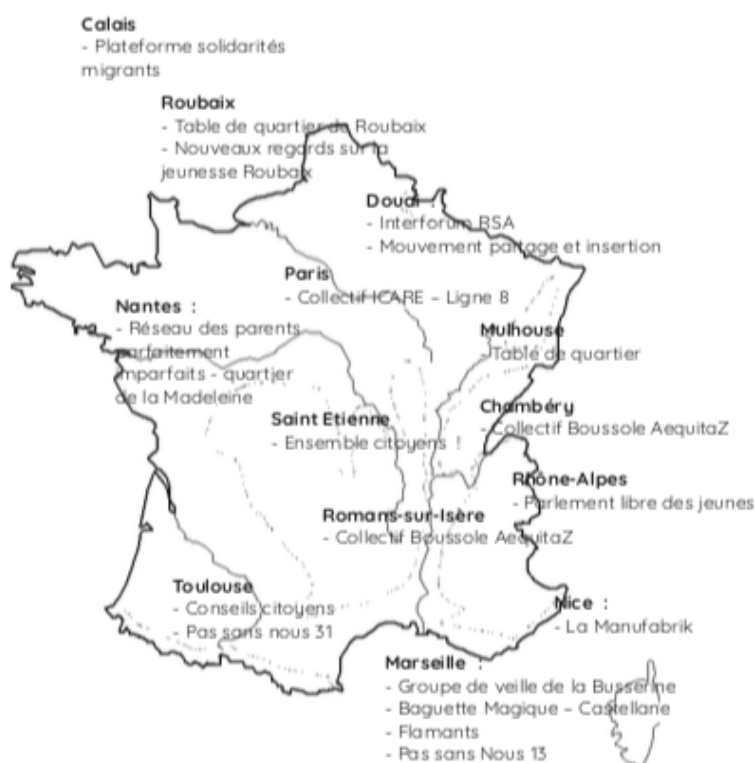 Calais
- Plateforme solidarités
migrants
Roubaix
- Table de quartier de Roubaix
- Nouveaux regards sur la
jeunesse Roubaix
Douai :
- Interforum RSA
- Mouvement partage et insertion
Paris
- Collectif ICARE – Ligne 8
Nantes :
- Réseau des parents
parfaitement
imparfaits - quartier
de la Madeleine
Mulhouse
- Table de quartier
Chambéry
- Collectif Boussole AequitaZ
Saint Etienne
- Ensemble citoyens !
Rhône-Alpes
- Parlement libre des jeunes
Romans-sur-Isère
- Collectif Boussole AequitaZ
Toulouse
- Conseils citoyens
- Pas sans nous 31
Nice :
- La Manufabrik
Marseille :
- Groupe de veille de la Busserine
- Baguette Magique – Castellane
- Flamants
- Pas sans Nous 13